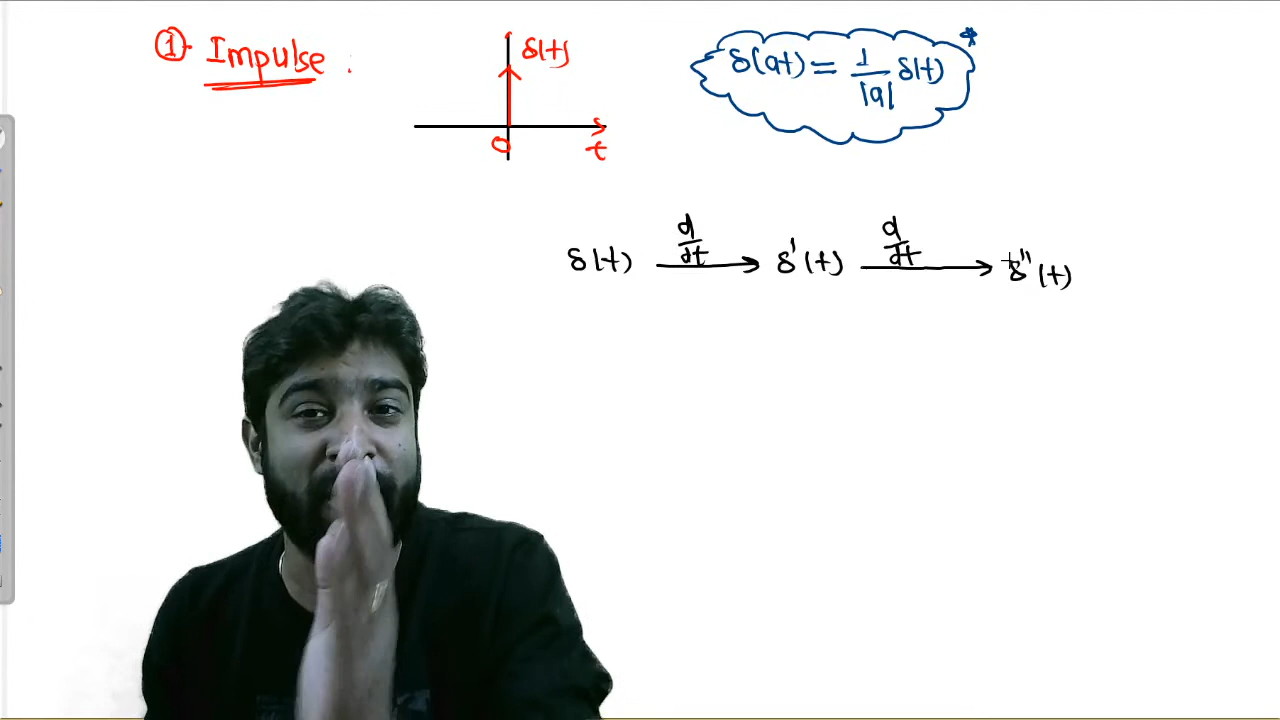 ① Impulse :
δ(t)
0
t
δ(at) = 1/|a| δ(t) *
δ(t) d/dt → δ'(t) d/dt → δ''(t)